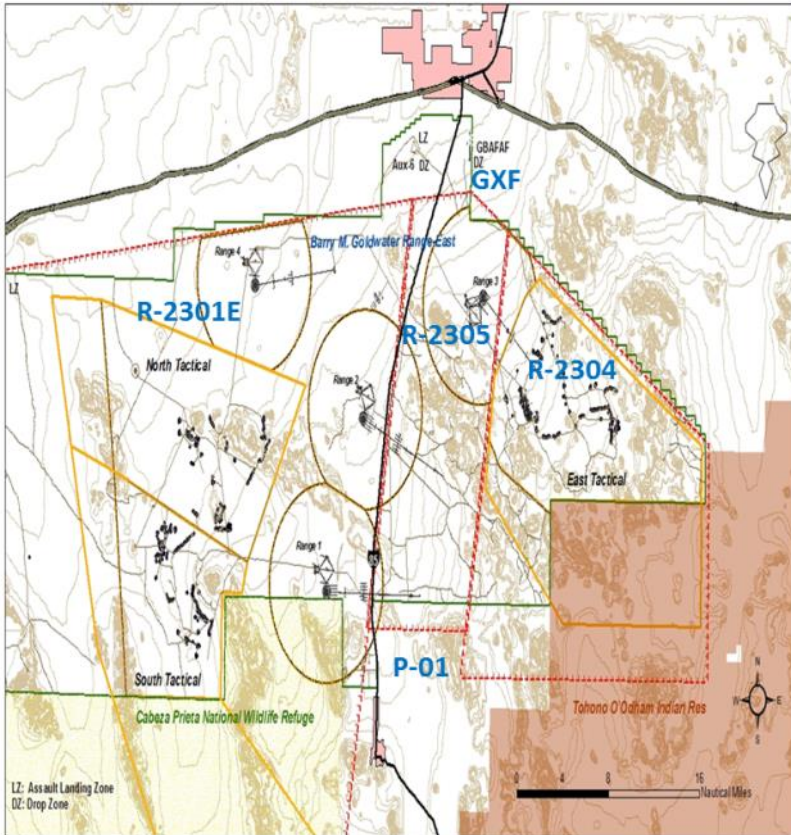 LZ
GBAFAF
Aux-6
DZ
DZ
GXF
Barry M. Goldwater Range-East
Range 4
Range 3
LZ
R-2301E
R-2305
R-2304
North Tactical
Range 2
East Tactical
Range 1
85
P-01
South Tactical
Cabeza Prieta National Wildlife Refuge
Tohono O'Odham Indian Res
N
W
E
S
LZ: Assault Landing Zone
DZ: Drop Zone
0
4
8
16
Nautical Miles